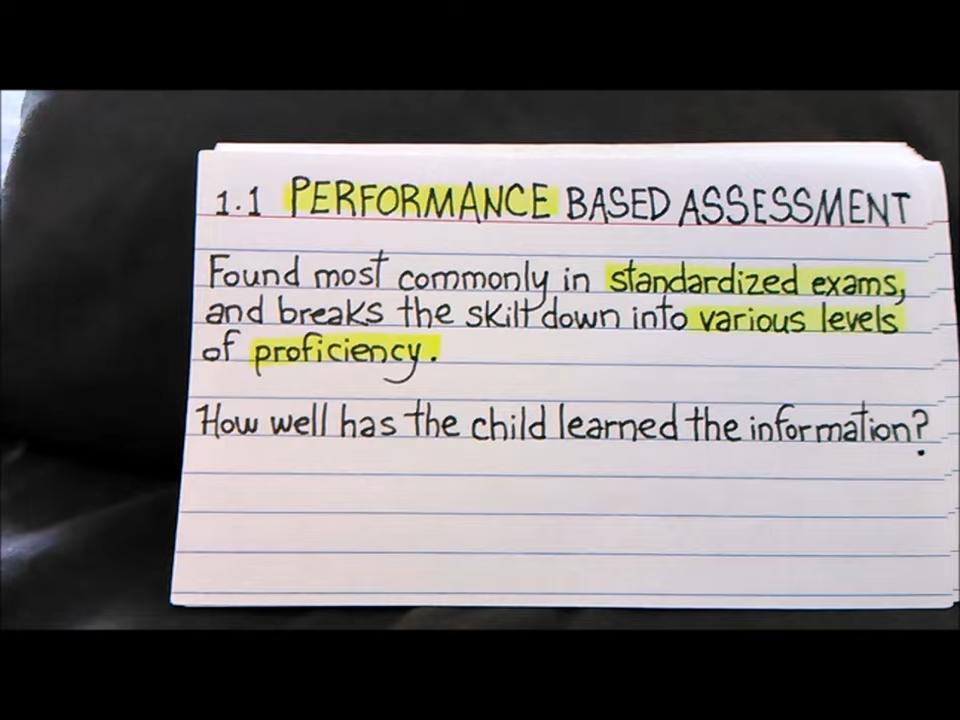 1.1 PERFORMANCE BASED ASSESSMENT
Found most commonly in standardized exams,
and breaks the skill down into various levels
of proficiency.
How well has the child learned the information?